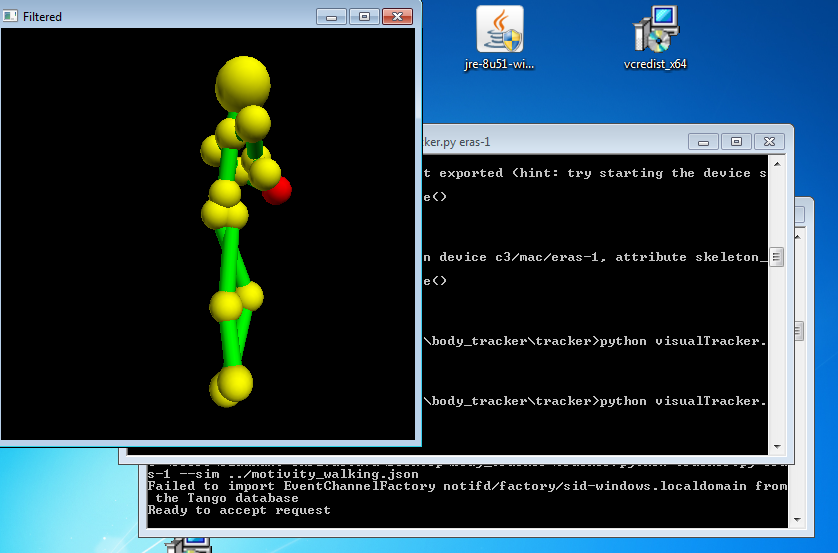 Filtered
jre-8u51-wi...
vcredist_x64
ker.py eras-1
t exported (hint: try starting the device s
e()
n device c3/mac/eras-1, attribute skeleton_
e()
\body_tracker\tracker>python visualTracker.
\body_tracker\tracker>python visualTracker.
s-1 --sim ../motivity_walking.json
Failed to import EventChannelFactory notifd/factory/sid-windows.localdomain from
the Tango database
Ready to accept request